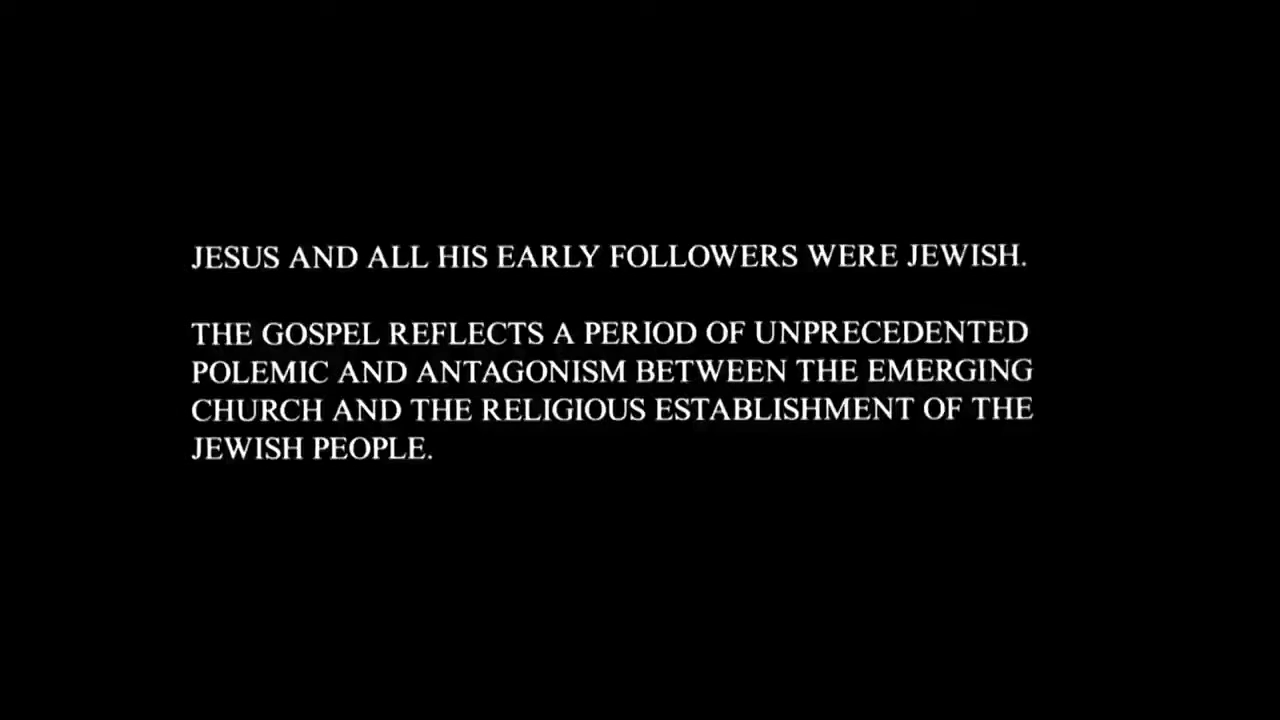 JESUS AND ALL HIS EARLY FOLLOWERS WERE JEWISH.
THE GOSPEL REFLECTS A PERIOD OF UNPRECEDENTED
POLEMIC AND ANTAGONISM BETWEEN THE EMERGING
CHURCH AND THE RELIGIOUS ESTABLISHMENT OF THE
JEWISH PEOPLE.